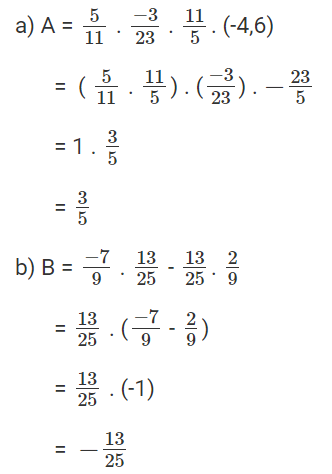 a) A = 5/11 . -3/23 . 11/5 . (-4,6)
= ( 5/11 . 11/5 ) . ( -3/23 ) . - 23/5
= 1 . 3/5
= 3/5
b) B = -7/9 . 13/25 - 13/25 . 2/9
= 13/25 . ( -7/9 - 2/9 )
= 13/25 . (-1)
= - 13/25